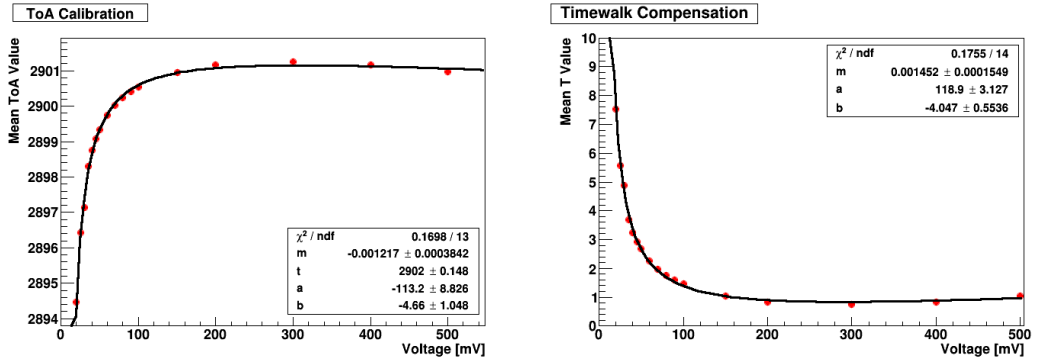 ToA Calibration
Mean ToA Value
2901
2900
2899
2898
2897
2896
2895
2894
χ² / ndf 0.1698 / 13
m -0.001217 ± 0.0003842
t 2902 ± 0.148
a -113.2 ± 8.826
b -4.66 ± 1.048
0 100 200 300 400 500
Voltage [mV]
Timewalk Compensation
Mean T Value
10
9
8
7
6
5
4
3
2
1
0
χ² / ndf 0.1755 / 14
m 0.001452 ± 0.0001549
a 118.9 ± 3.127
b -4.047 ± 0.5536
0 100 200 300 400 500
Voltage [mV]